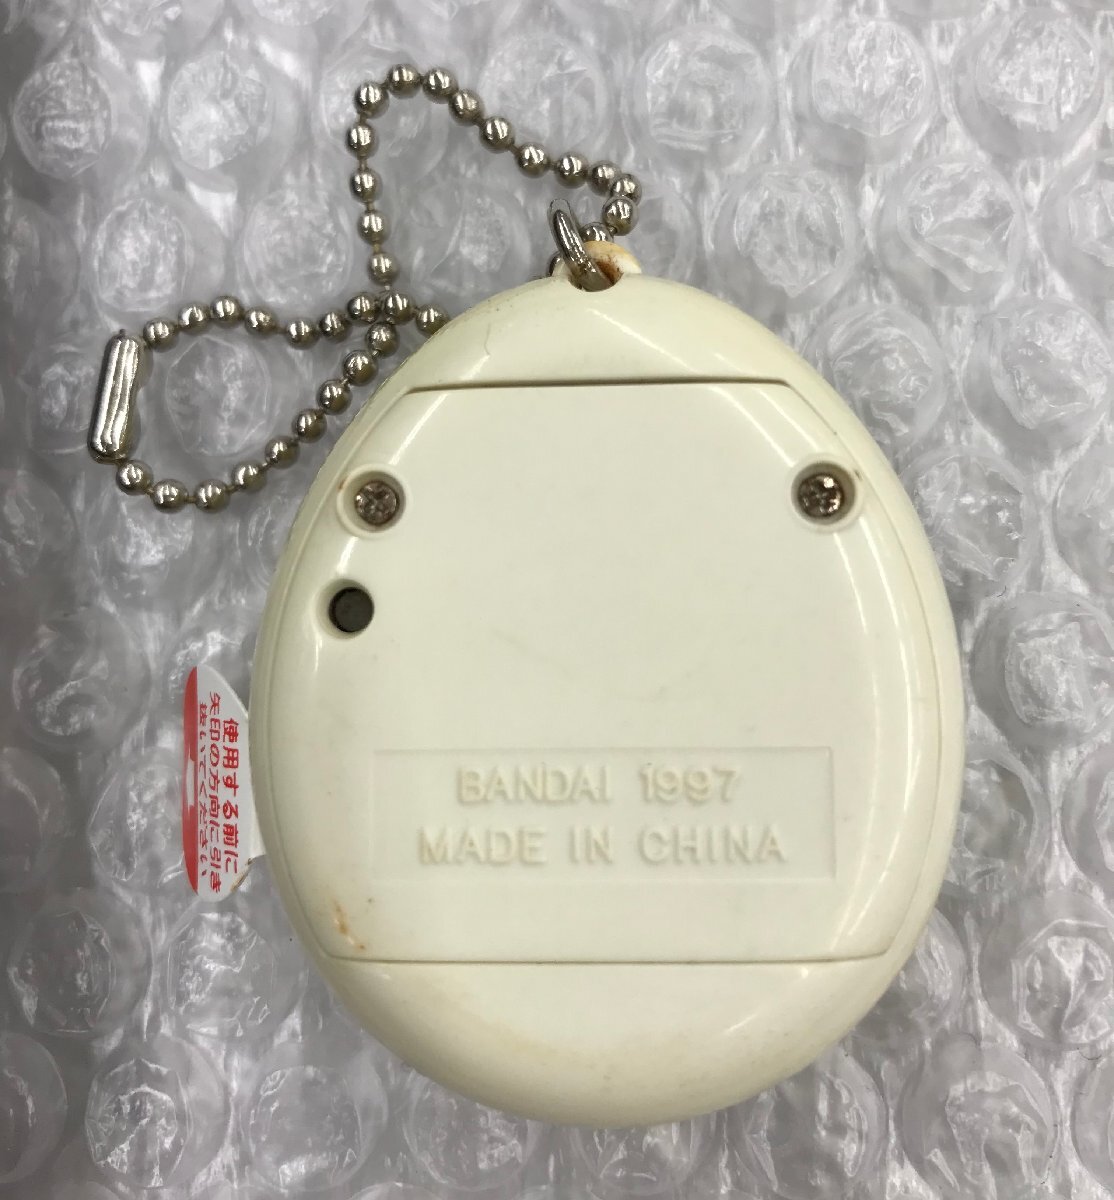 使用する前に
矢印の方向に引き
抜いてください。
BANDAI 1997
MADE IN CHINA